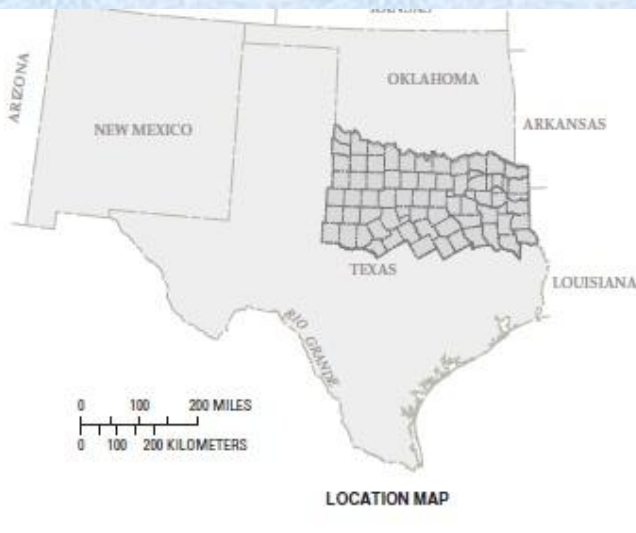 OKLAHOMA
ARIZONA
NEW MEXICO
ARKANSAS
TEXAS
LOUISIANA
RIO GRANDE
0 100 200 MILES
0 100 200 KILOMETERS
LOCATION MAP